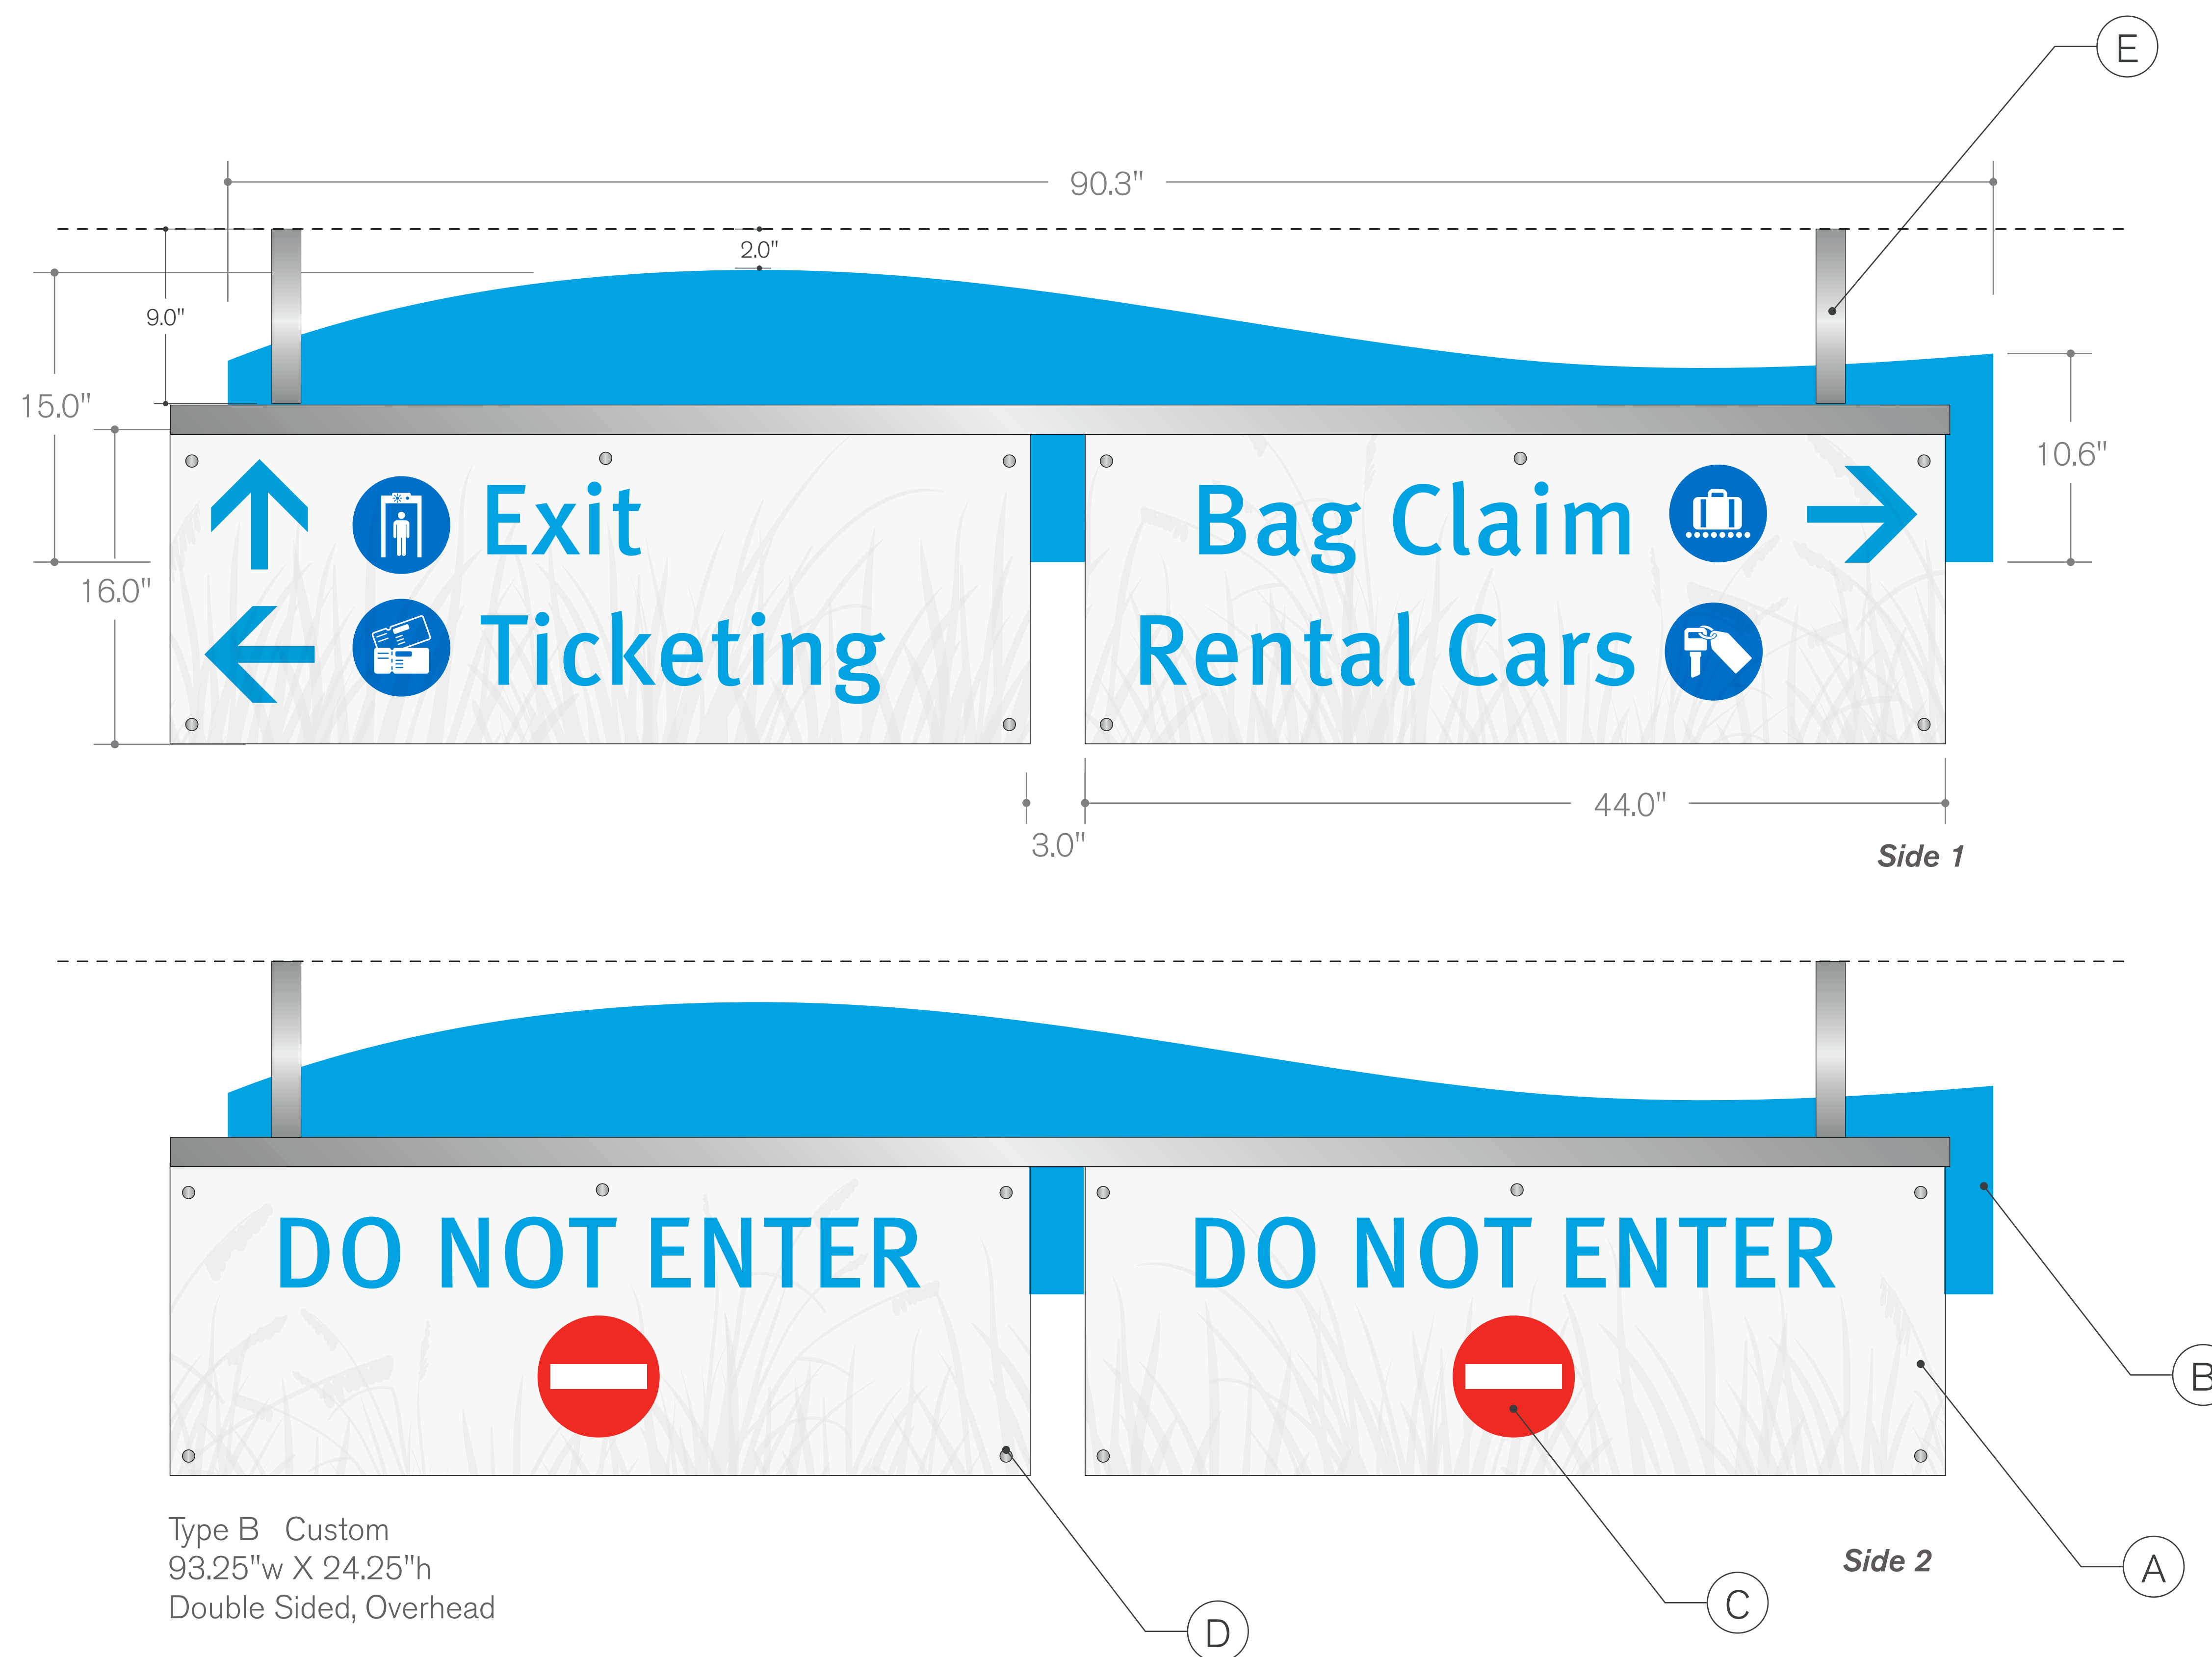 E
90.3"
2.0"
9.0"
15.0"
10.6"
16.0"
Exit
Ticketing
Bag Claim
Rental Cars
44.0"
3.0"
Side 1
DO NOT ENTER
DO NOT ENTER
B
A
C
D
Side 2
Type B Custom
93.25"w X 24.25"h
Double Sided, Overhead